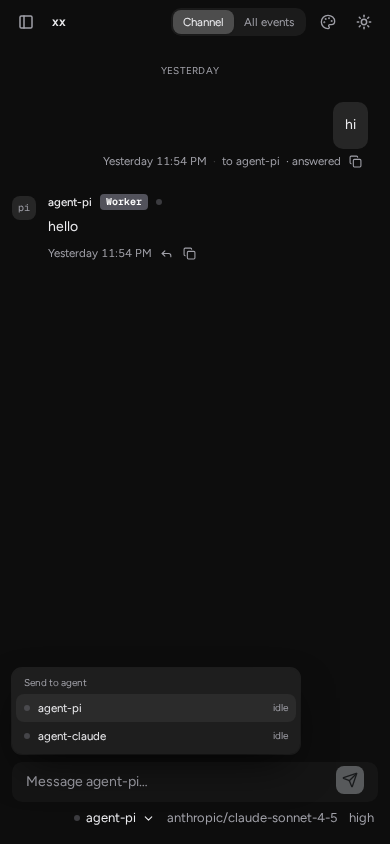 xx
Channel All events
YESTERDAY
hi
Yesterday 11:54 PM · to agent-pi · answered
pi agent-pi Worker
hello
Yesterday 11:54 PM
Send to agent
agent-pi idle
agent-claude idle
Message agent-pi...
agent-pi anthropic/claude-sonnet-4-5 high